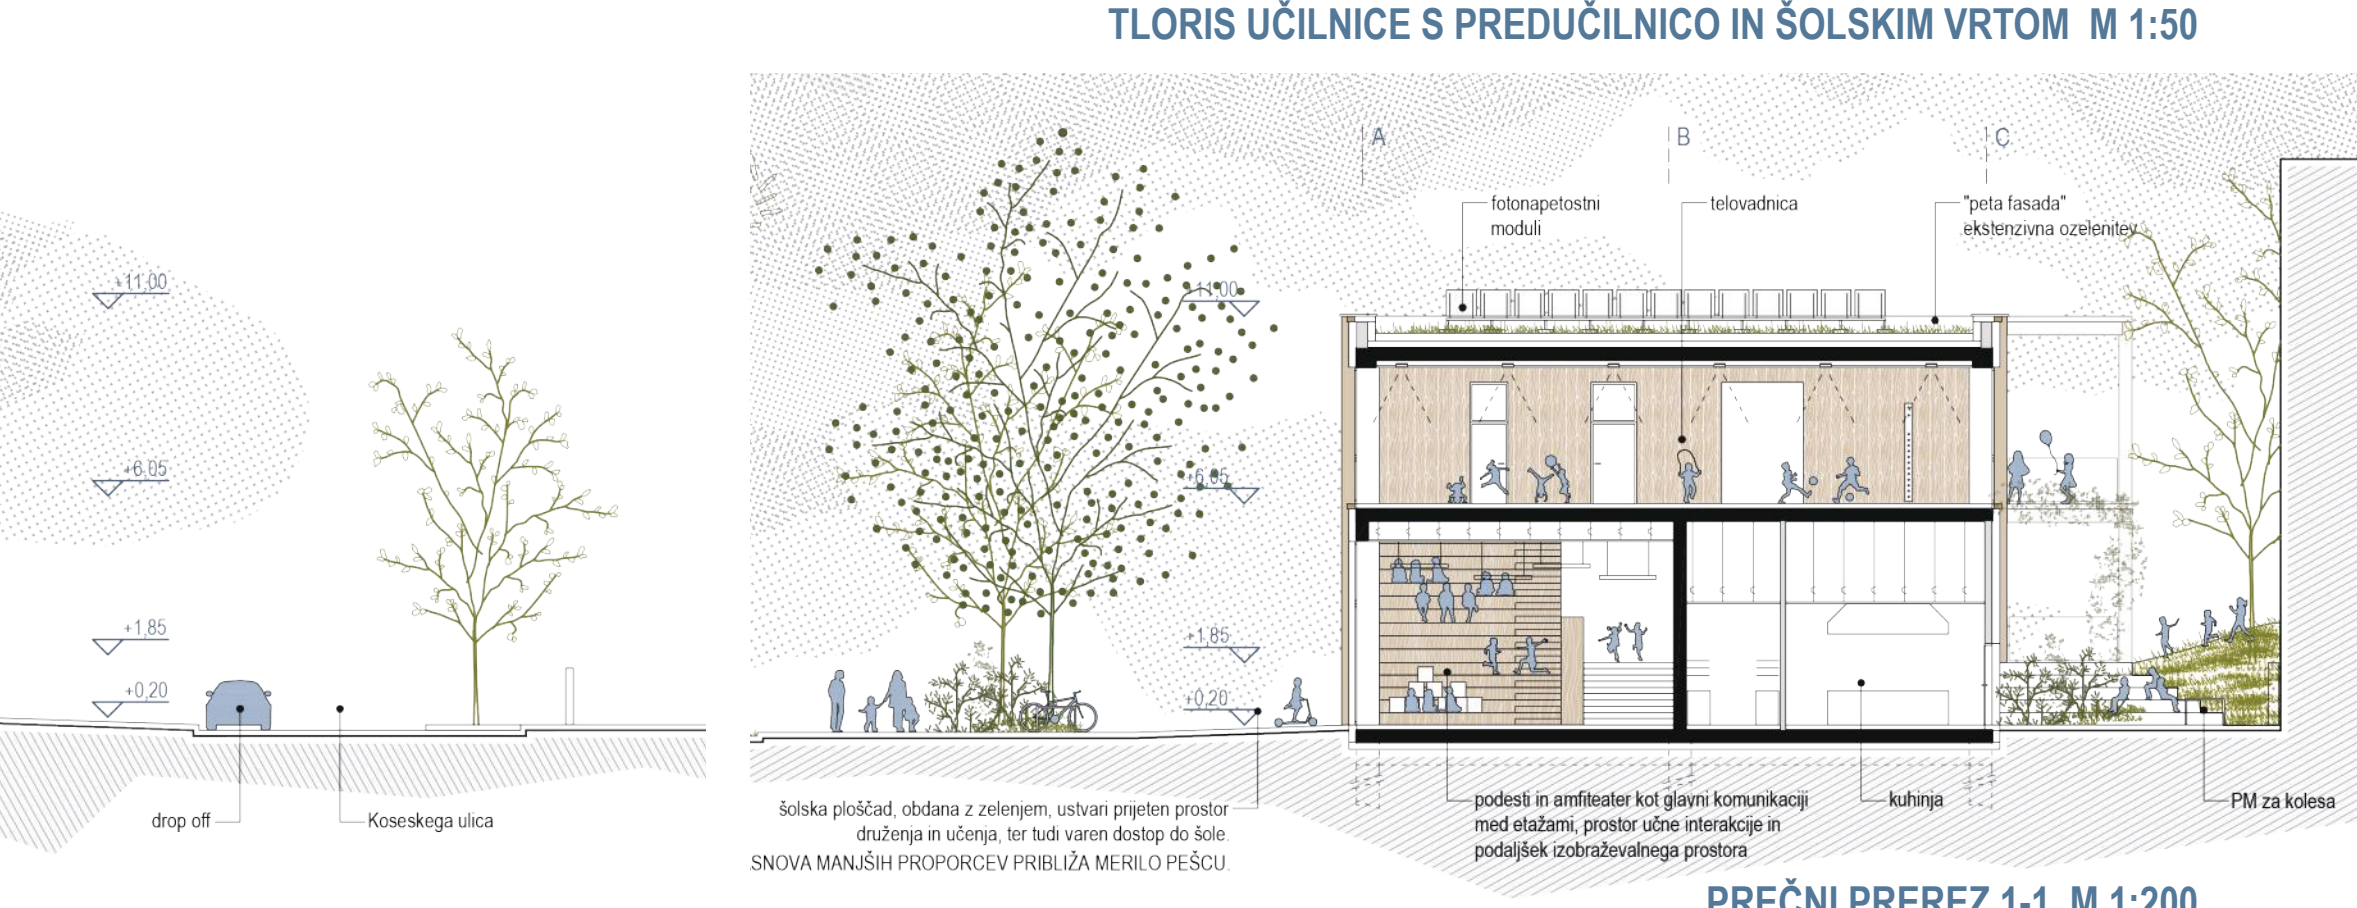 TLORIS UČILNICE S PREDUČILNICO IN ŠOLSKIM VRTOM M 1:50
A
B
C
fotonapetostni
moduli
telovadnica
"peta fasada"
ekstenzivna ozelenitev
+11,00
+6,05
+1,85
+0,20
+11,00
+6,05
+1,85
+0,20
drop off
Koseskega ulica
šolska ploščad, obdana z zelenjem, ustvari prijeten prostor
druženja in učenja, ter tudi varen dostop do šole.
SNOVA MANJŠIH PROPORCEV PRIBLIŽA MERILO PEŠCU.
podesti in amfiteater kot glavni komunikaciji
med etažami, prostor učne interakcije in
podaljšek izobraževalnega prostora
kuhinja
PM za kolesa
PREČNI PREREZ 1-1 M 1:200